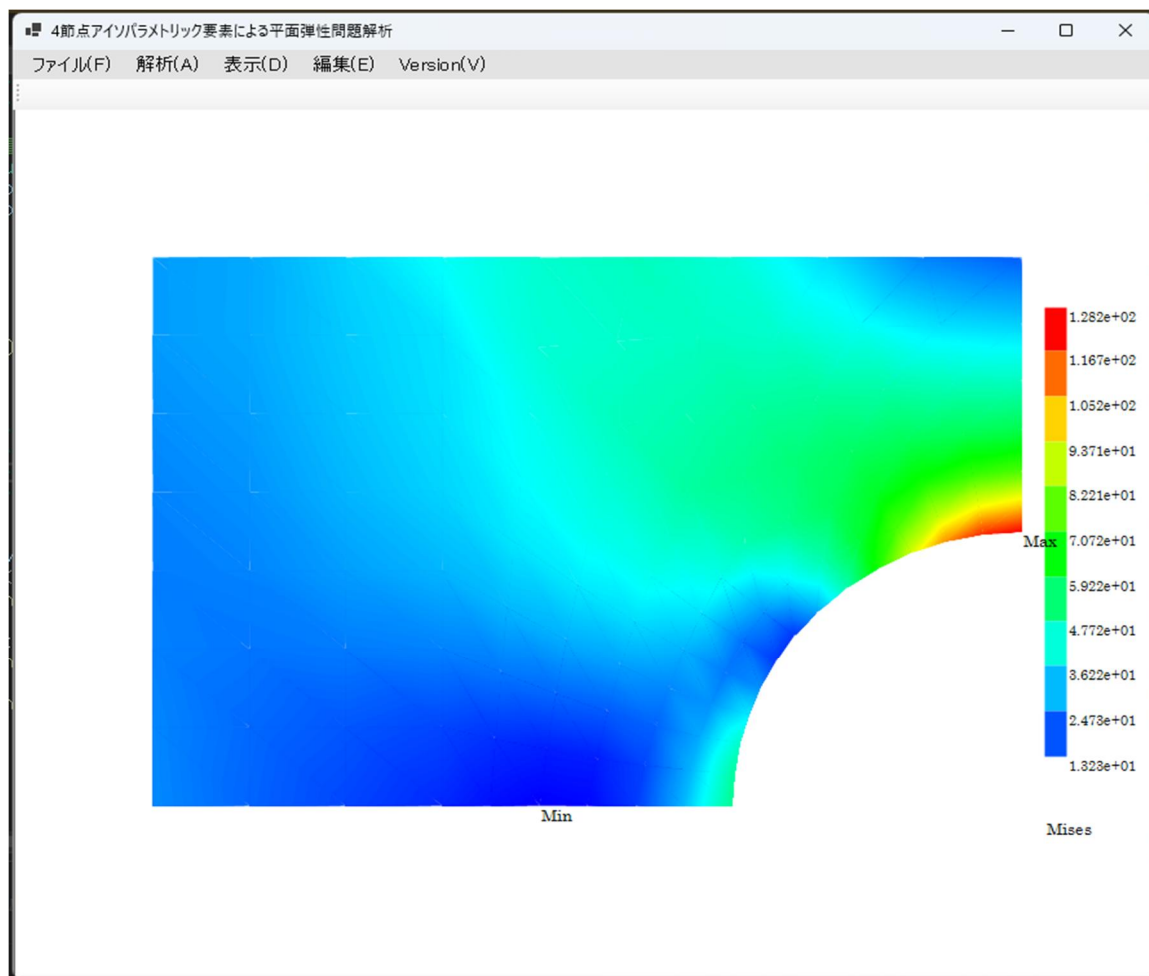 4節点アイソパラメトリック要素による平面弾性問題解析
ファイル(F) 解析(A) 表示(D) 編集(E) Version(V)
1.282e+02
1.167e+02
1.052e+02
9.371e+01
8.221e+01
7.072e+01
Max
5.922e+01
4.772e+01
3.622e+01
2.473e+01
1.323e+01
Min
Mises